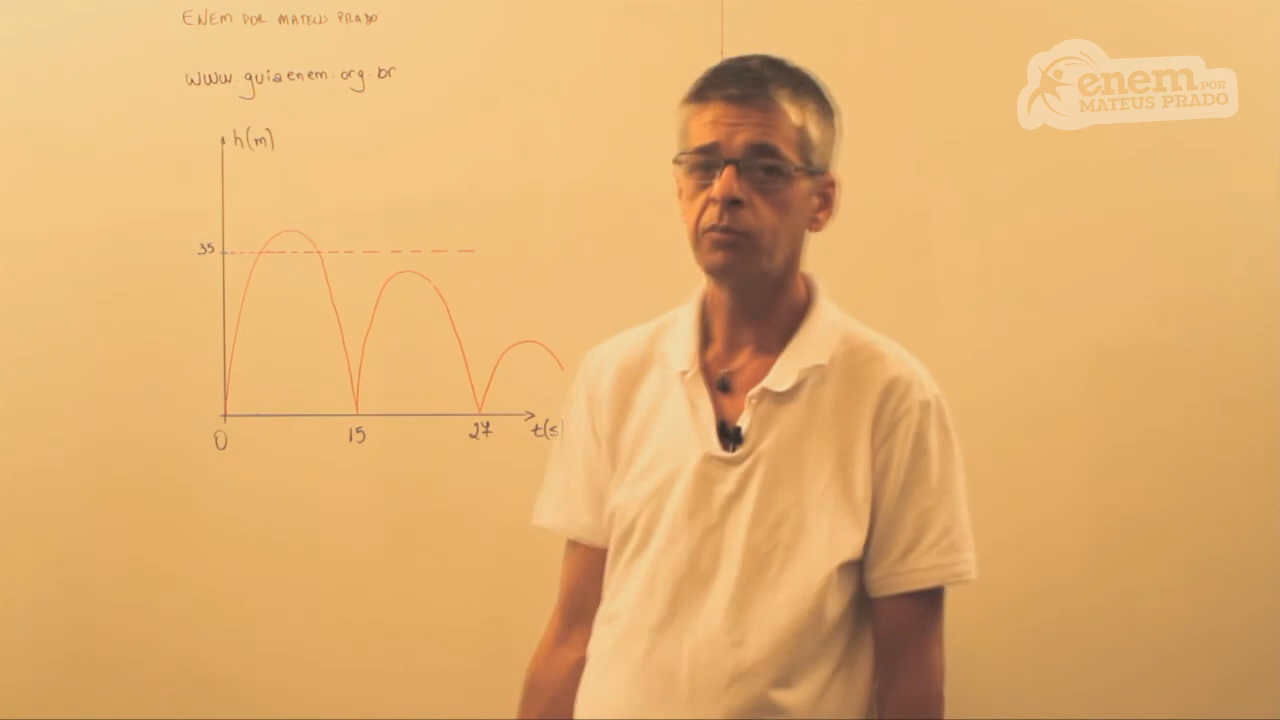 ENEM POR MATEUS PRADO
www.guiaenem.org.br
enem POR
MATEUS PRADO
h(m)
35
0
15
27
t(s)